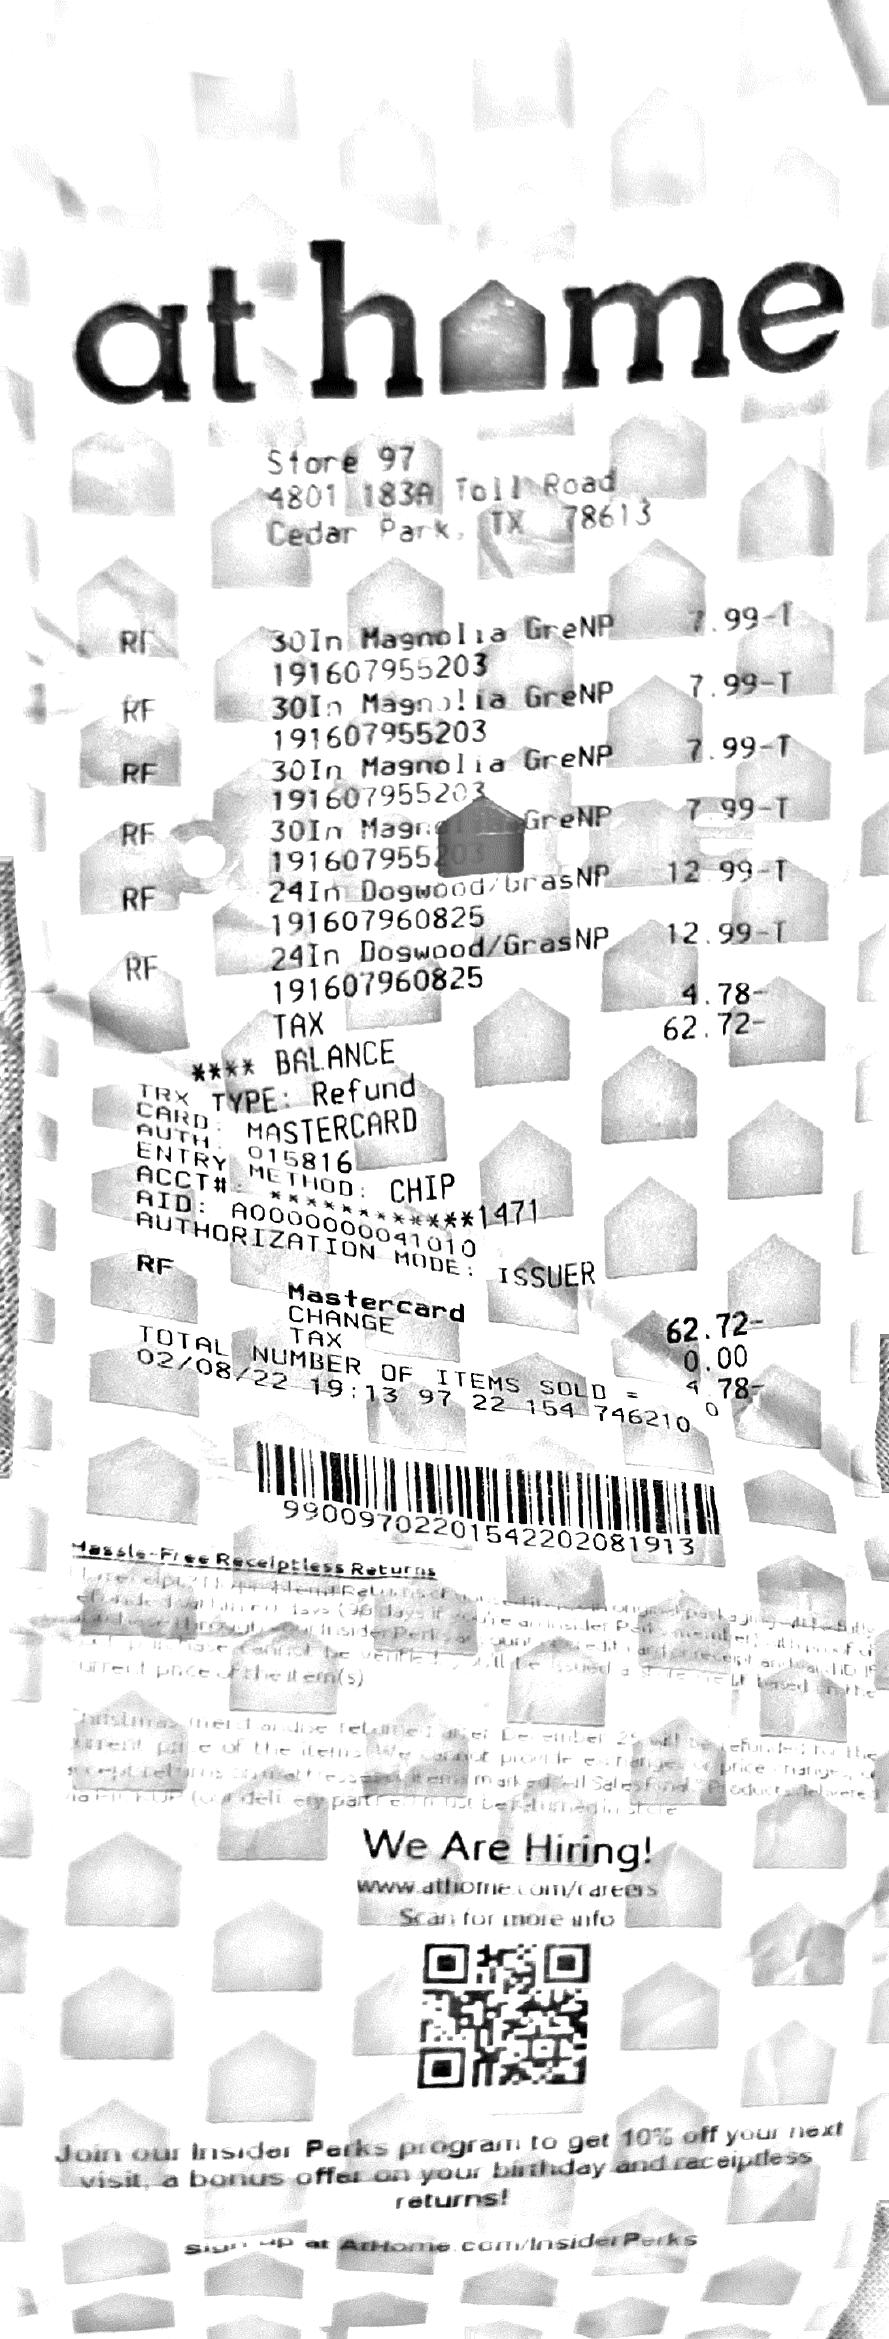 at home
Store 97
4801 183A Toll Road
Cedar Park, TX 78613
RF 30In Magnolia GreNP 7.99-T
191607955203
RF 30In Magnolia GreNP 7.99-T
191607955203
RF 30In Magnolia GreNP 7.99-T
191607955203
RF 30In Magnolia GreNP 7.99-T
191607955203
RF 24In Dogwood/GrasNP 12.99-T
191607960825
RF 24In Dogwood/GrasNP 12.99-T
191607960825
TAX 4.78-
**** BALANCE 62.72-
TRX TYPE: Refund
CARD: MASTERCARD
AUTH: 015816
ENTRY METHOD: CHIP
ACCT#: ************1471
AID: A0000000041010
AUTHORIZATION MODE: ISSUER
RF Mastercard 62.72-
CHANGE 0.00
TAX 4.78-
TOTAL NUMBER OF ITEMS SOLD = 0
02/08/22 19:13 97 22 154 746210
99009702201542202081913
Hassle-Free Receiptless Returns
current price of the item(s)
We Are Hiring!
www.athome.com/careers
Scan for more info
Join our Insider Perks program to get 10% off your next
visit, a bonus offer on your birthday and receiptless
returns!
Sign up at AtHome.com/InsiderPerks